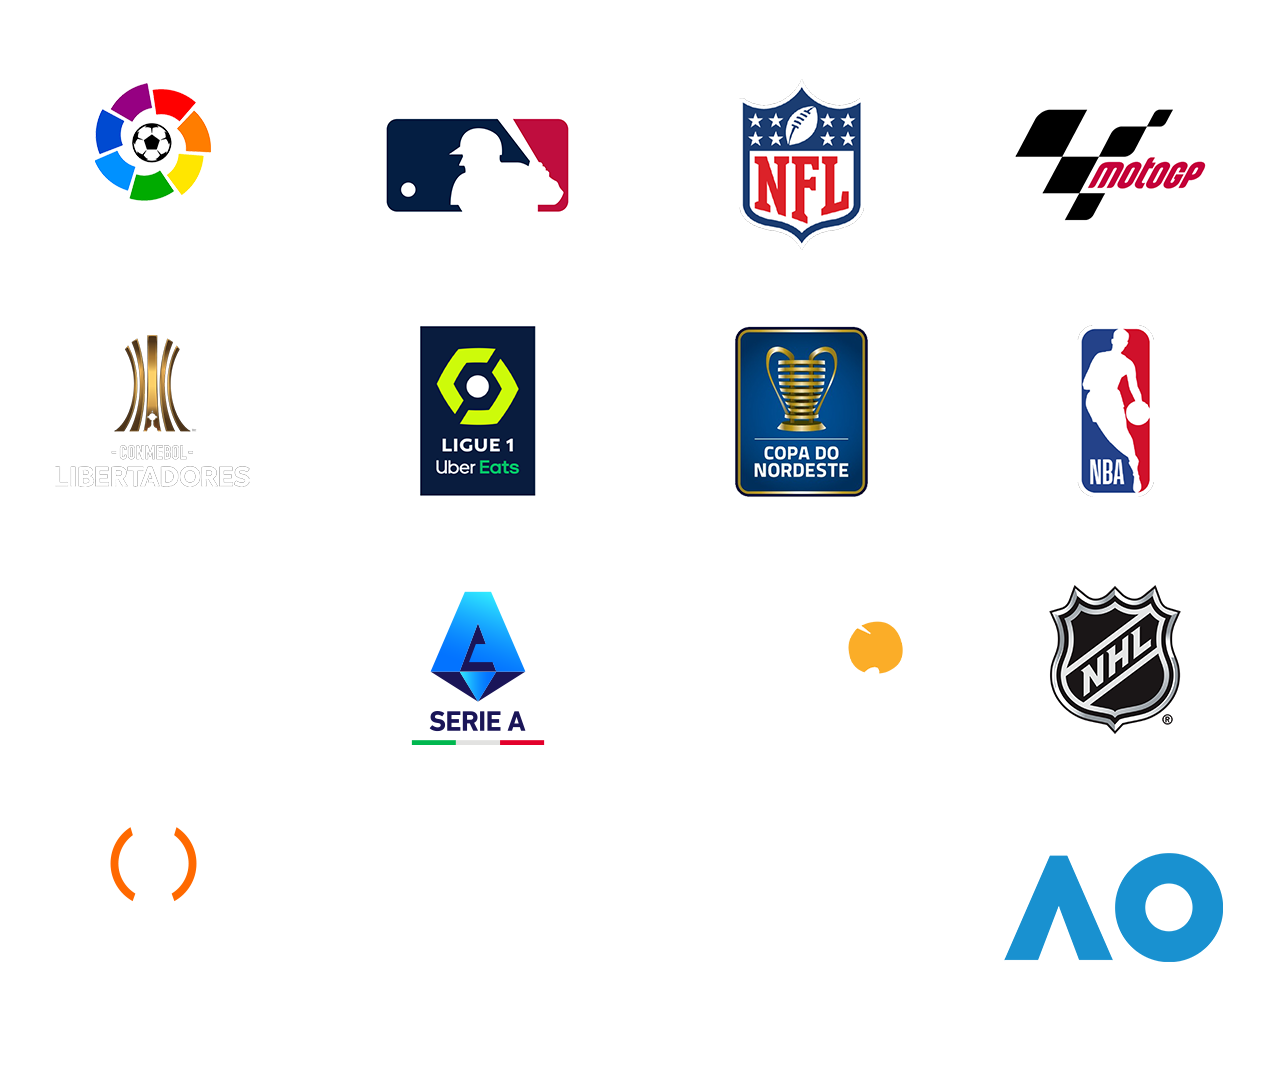 NFL
motoGP
-CONMEBOL-
LIBERTADORES
LIGUE 1
Uber Eats
COPA DO
NORDESTE
NBA
SERIE A
NHL
®
AO